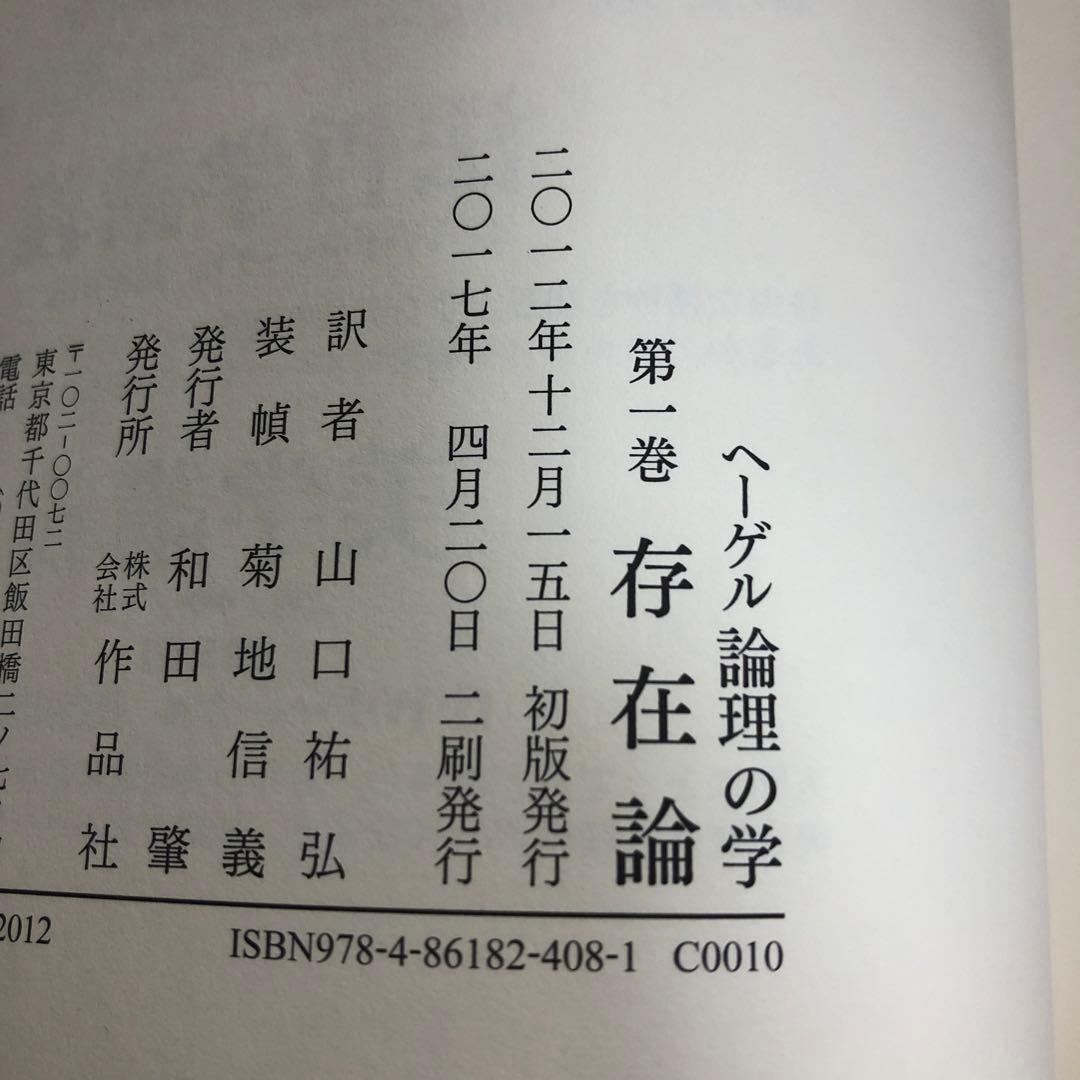 ヘーゲル論理の学
第一巻 存在論
二〇一二年十二月一五日 初版発行
二〇一七年 四月二〇日 二刷発行
訳者 山口祐弘
装幀 菊地信義
発行者 和田肇
発行所 株式会社作品社
〒一〇二-〇〇七二
東京都千代田区飯田橋二ノ七ノ
電話
ISBN978-4-86182-408-1 C0010
2012